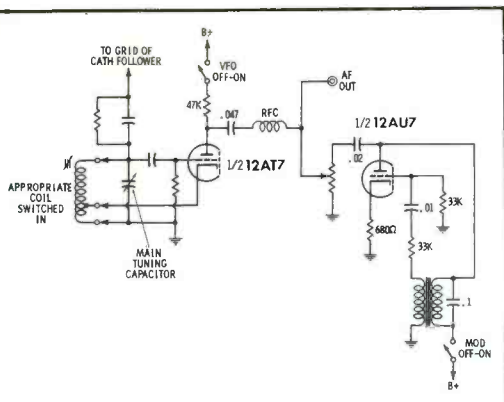 B+
TO GRID OF
CATH FOLLOWER
VFO
OFF-ON
47K
.047
RFC
AF
OUT
1/2 12AT7
1/2 12AU7
.02
.01
33K
680Ω
33K
APPROPRIATE
COIL
SWITCHED
IN
MAIN
TUNING
CAPACITOR
.1
MOD
OFF-ON
B+